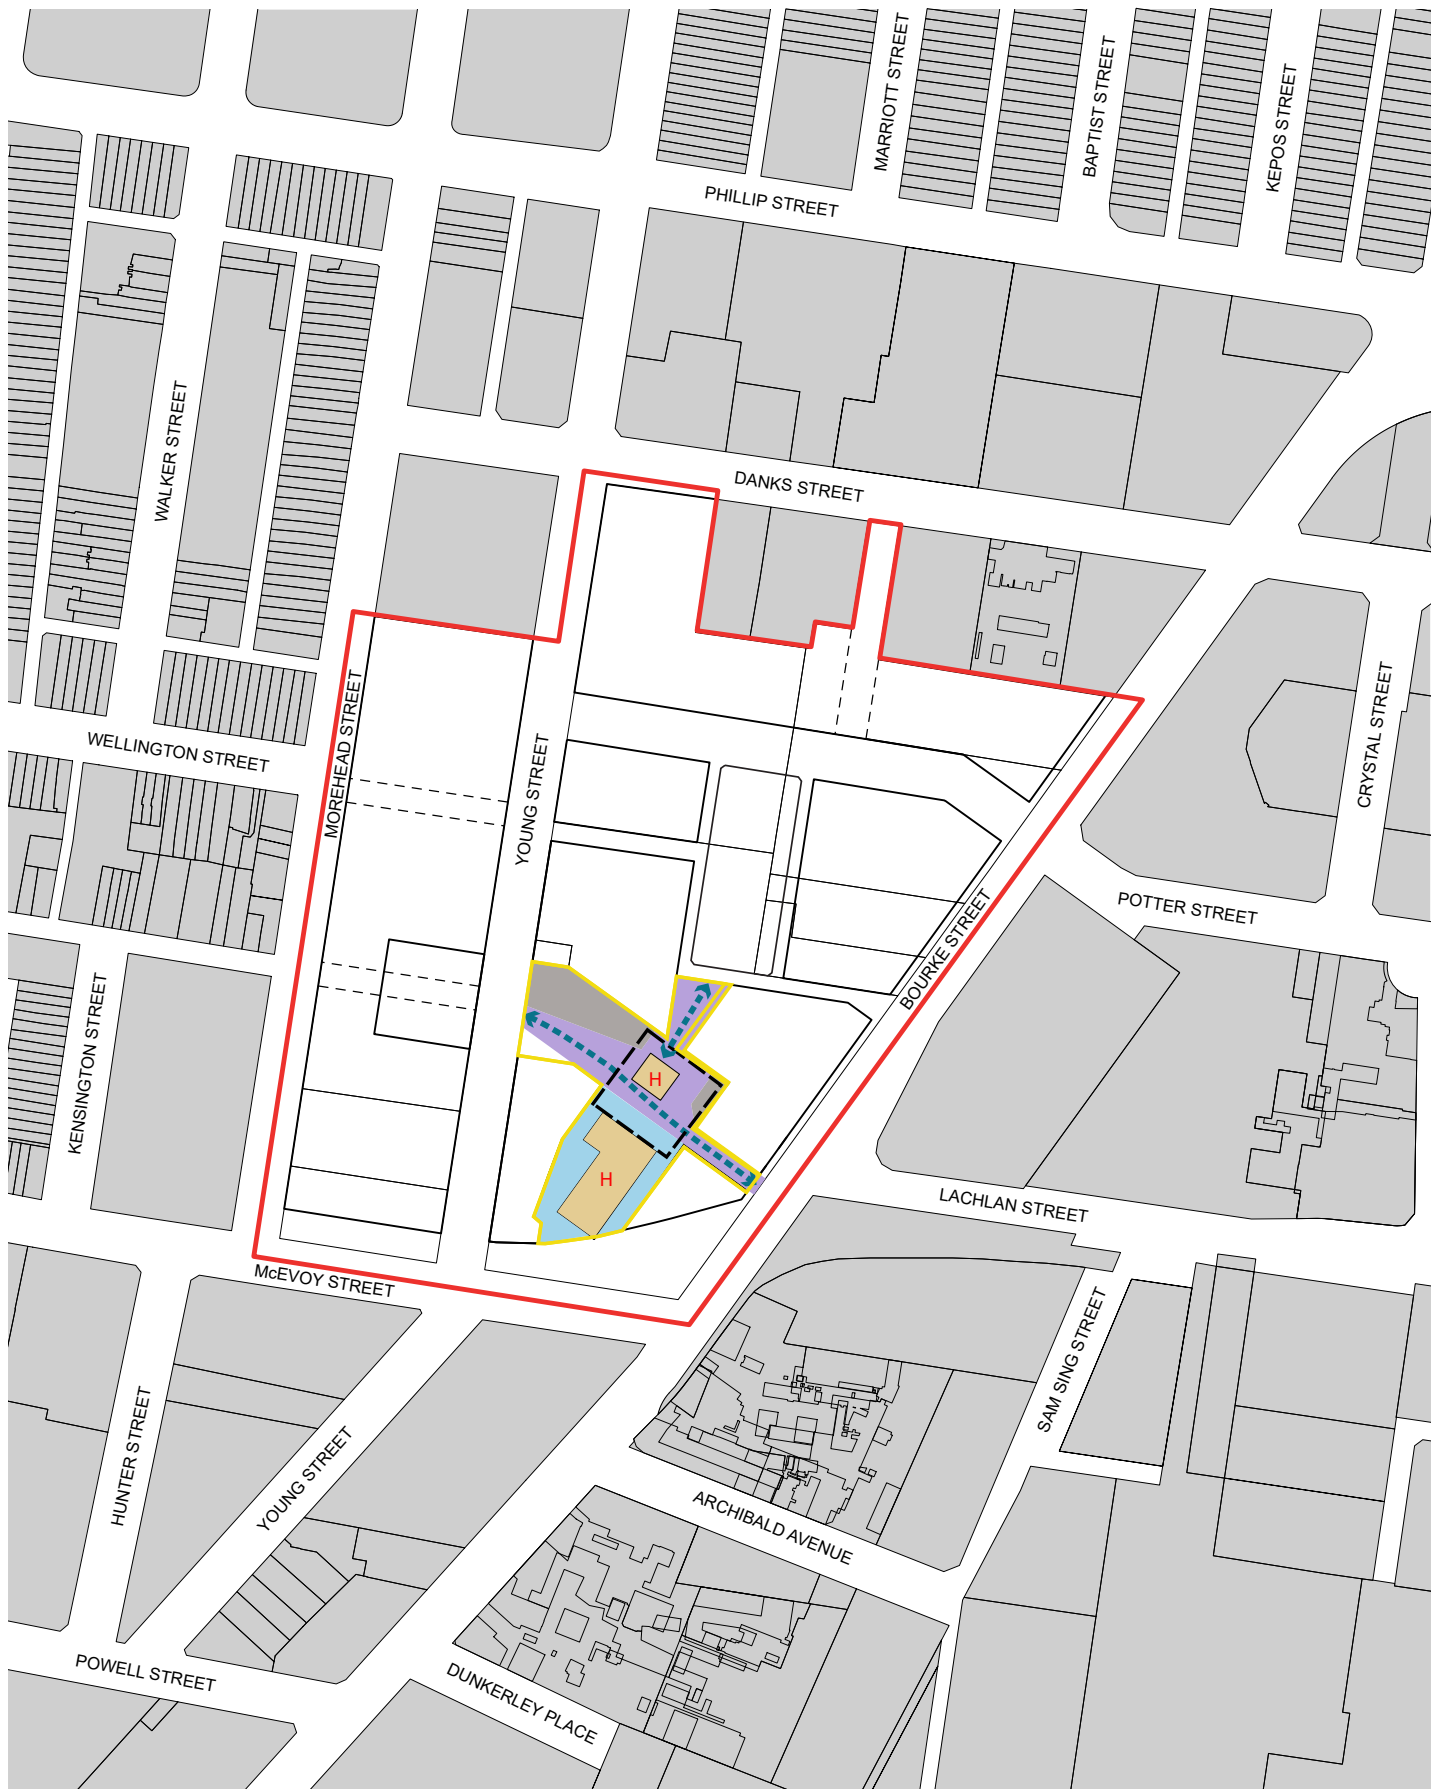 MARRIOTT STREET
BAPTIST STREET
KEPOS STREET
PHILLIP STREET
WALKER STREET
DANKS STREET
MOREHEAD STREET
WELLINGTON STREET
YOUNG STREET
CRYSTAL STREET
POTTER STREET
BOURKE STREET
KENSINGTON STREET
H
H
LACHLAN STREET
McEVOY STREET
SAM SING STREET
HUNTER STREET
YOUNG STREET
ARCHIBALD AVENUE
POWELL STREET
DUNKERLEY PLACE